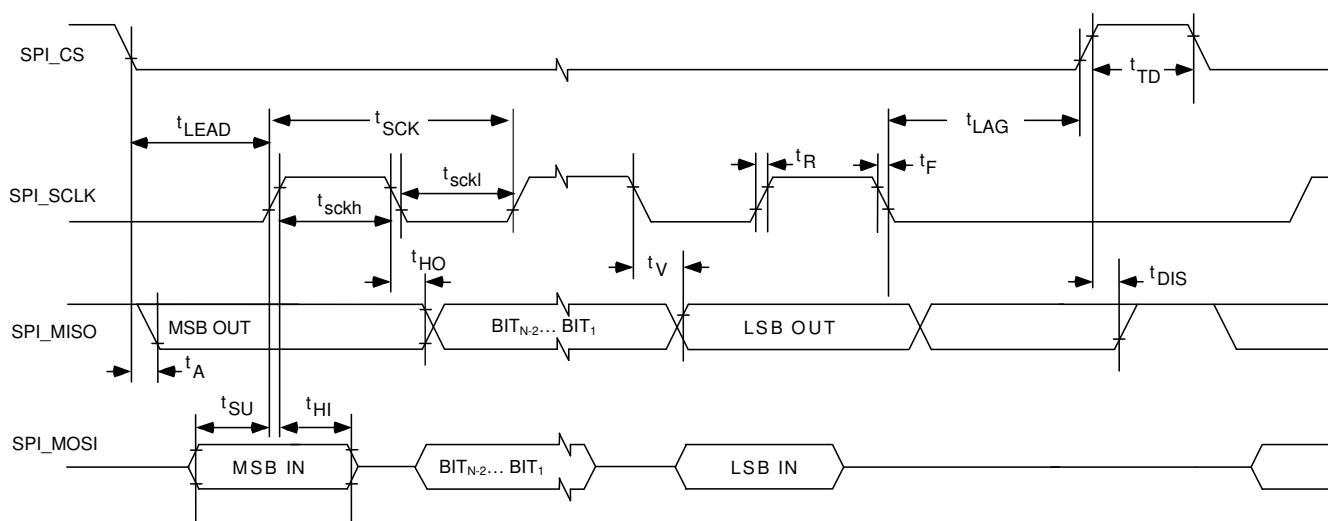 SPI_CS
tTD
tLEAD
tSCK
tLAG
SPI_SCLK
tsckh
tsckl
tR
tF
tHO
tV
tDIS
SPI_MISO
MSB OUT
BITN-2... BIT1
LSB OUT
tA
tSU
tHI
SPI_MOSI
MSB IN
BITN-2... BIT1
LSB IN